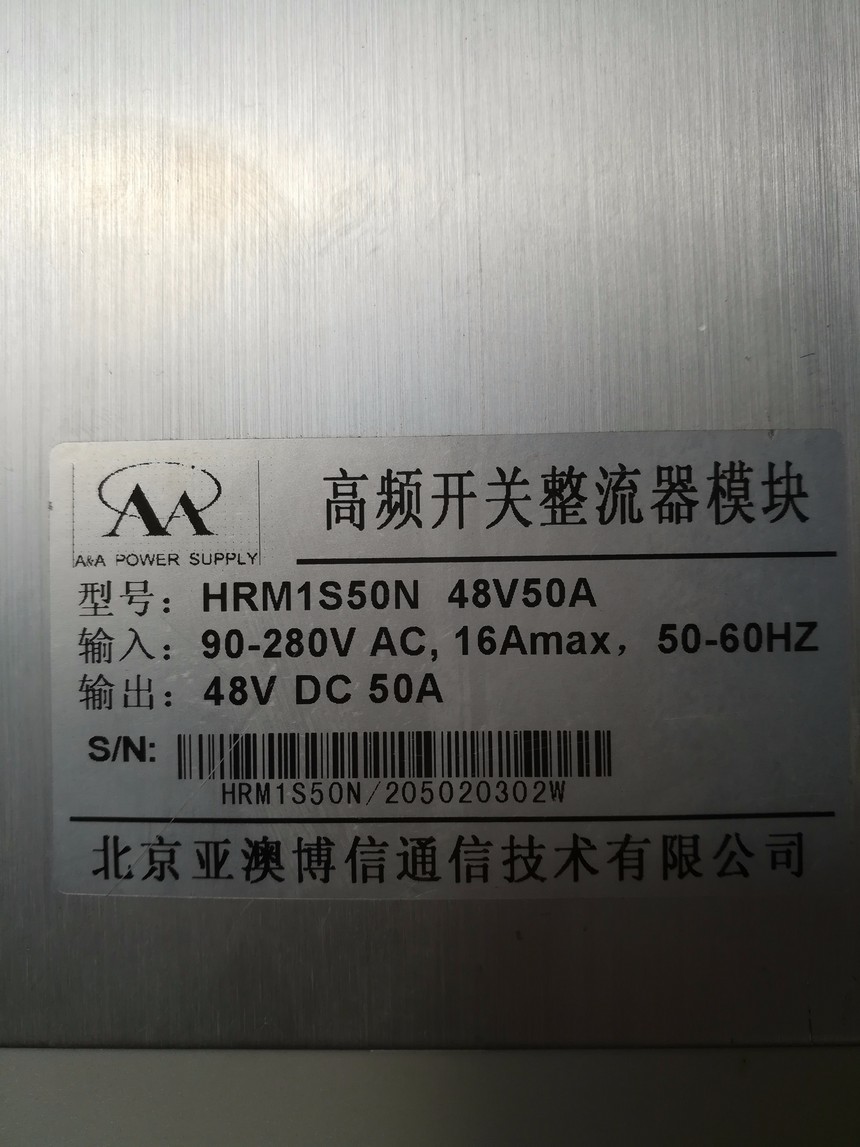 AA
A&A POWER SUPPLY
高频开关整流器模块
型号：HRM1S50N 48V50A
输入：90-280V AC, 16Amax，50-60HZ
输出：48V DC 50A
S/N:
HRM1S50N/205020302W
北京亚澳博信通信技术有限公司